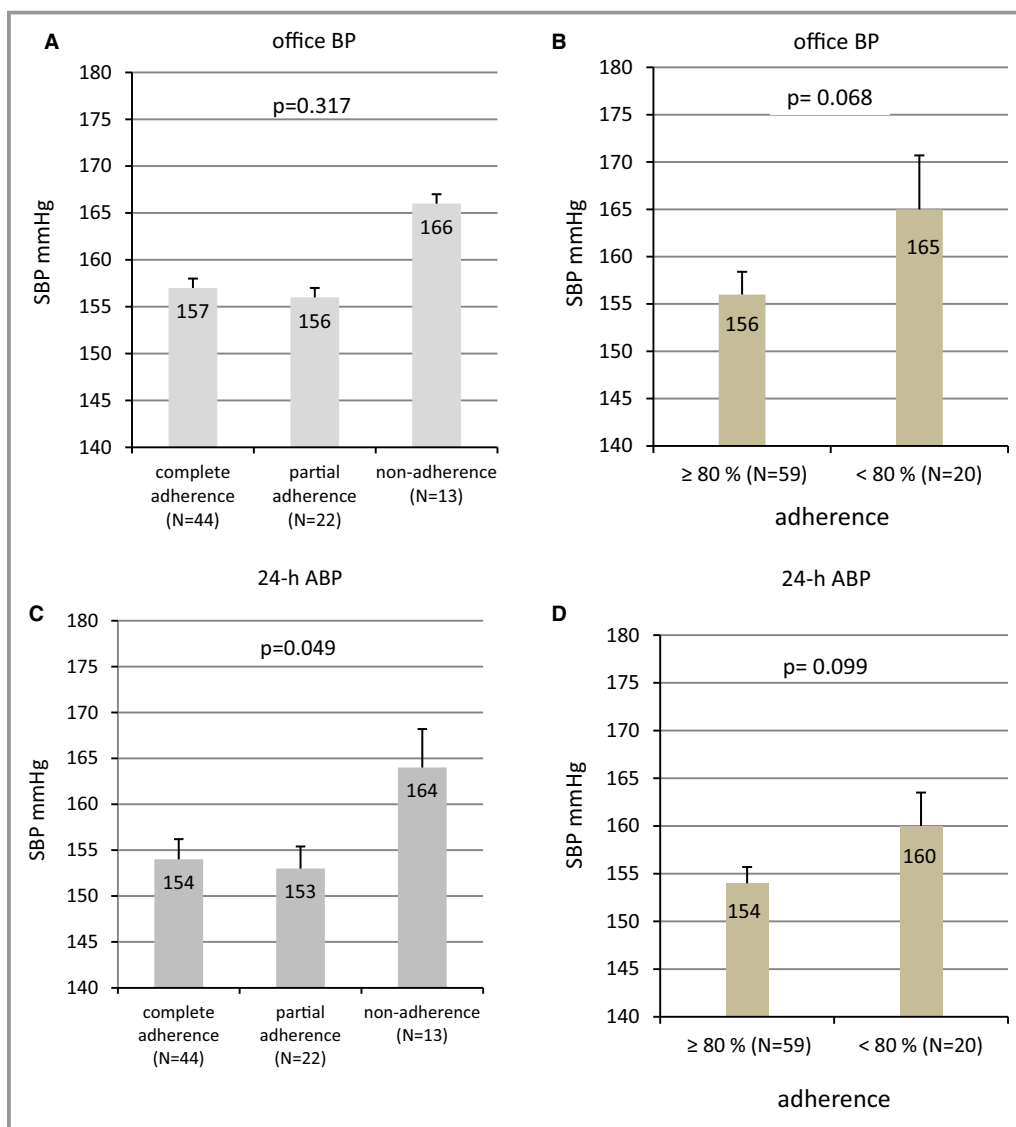 A
office BP
p=0.317
SBP mmHg
180
175
170
165
160
155
150
145
140
157
156
166
complete
adherence
(N=44)
partial
adherence
(N=22)
non-adherence
(N=13)
B
office BP
p= 0.068
SBP mmHg
180
175
170
165
160
155
150
145
140
156
165
≥ 80 % (N=59)
< 80 % (N=20)
adherence
C
24-h ABP
p=0.049
SBP mmHg
180
175
170
165
160
155
150
145
140
154
153
164
complete
adherence
(N=44)
partial
adherence
(N=22)
non-adherence
(N=13)
D
24-h ABP
p= 0.099
SBP mmHg
180
175
170
165
160
155
150
145
140
154
160
≥ 80 % (N=59)
< 80 % (N=20)
adherence